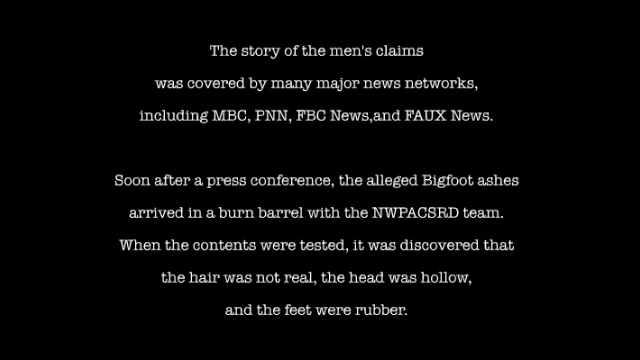 The story of the men's claims
was covered by many major news networks,
including MBC, PNN, FBC News,and FAUX News.
Soon after a press conference, the alleged Bigfoot ashes
arrived in a burn barrel with the NWPACSRD team.
When the contents were tested, it was discovered that
the hair was not real, the head was hollow,
and the feet were rubber.